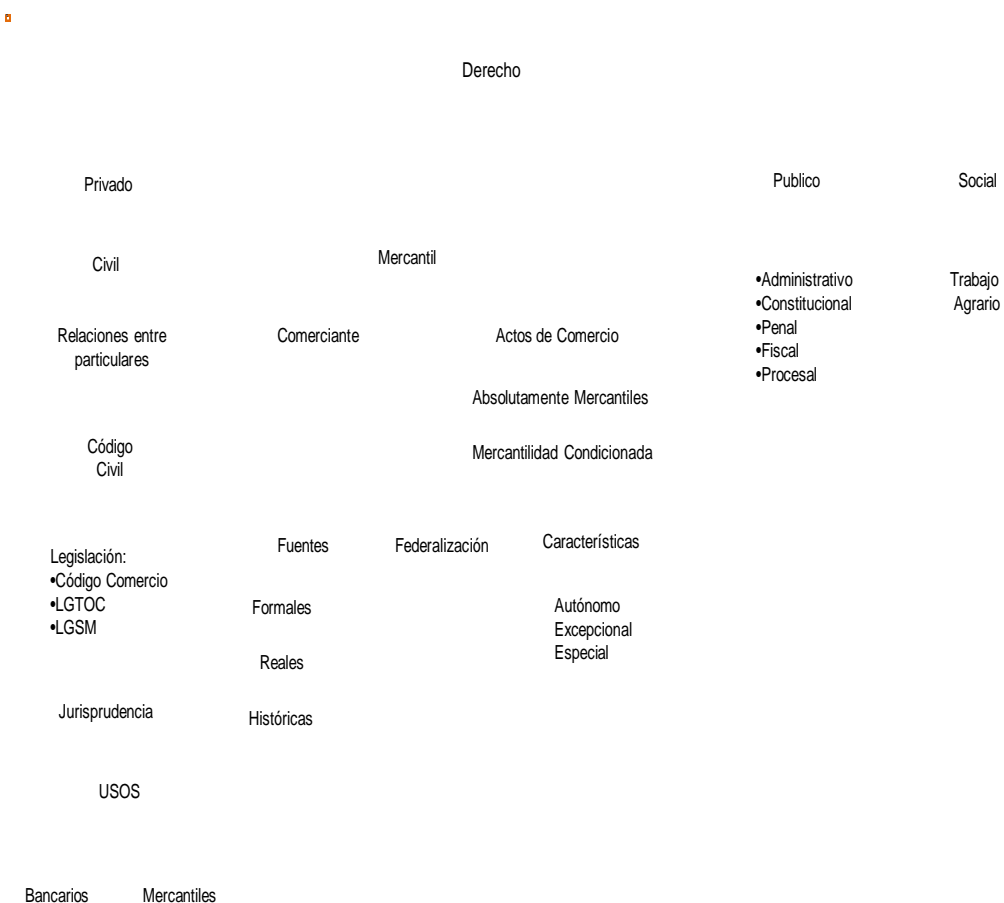 Derecho
Privado
Publico
Social
Civil
Mercantil
•Administrativo
•Constitucional
•Penal
•Fiscal
•Procesal
Trabajo
Agrario
Relaciones entre
particulares
Comerciante
Actos de Comercio
Absolutamente Mercantiles
Mercantilidad Condicionada
Código
Civil
Fuentes
Federalización
Características
Legislación:
•Código Comercio
•LGTOC
•LGSM
Formales
Reales
Históricas
Autónomo
Excepcional
Especial
Jurisprudencia
USOS
Bancarios
Mercantiles